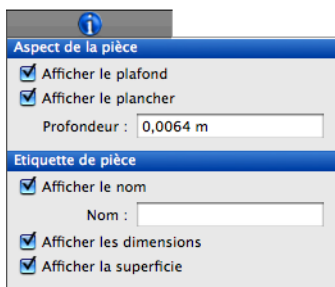 Aspect de la pièce
Afficher le plafond
Afficher le plancher
Profondeur : 0,0064 m
Etiquette de pièce
Afficher le nom
Nom :
Afficher les dimensions
Afficher la superficie